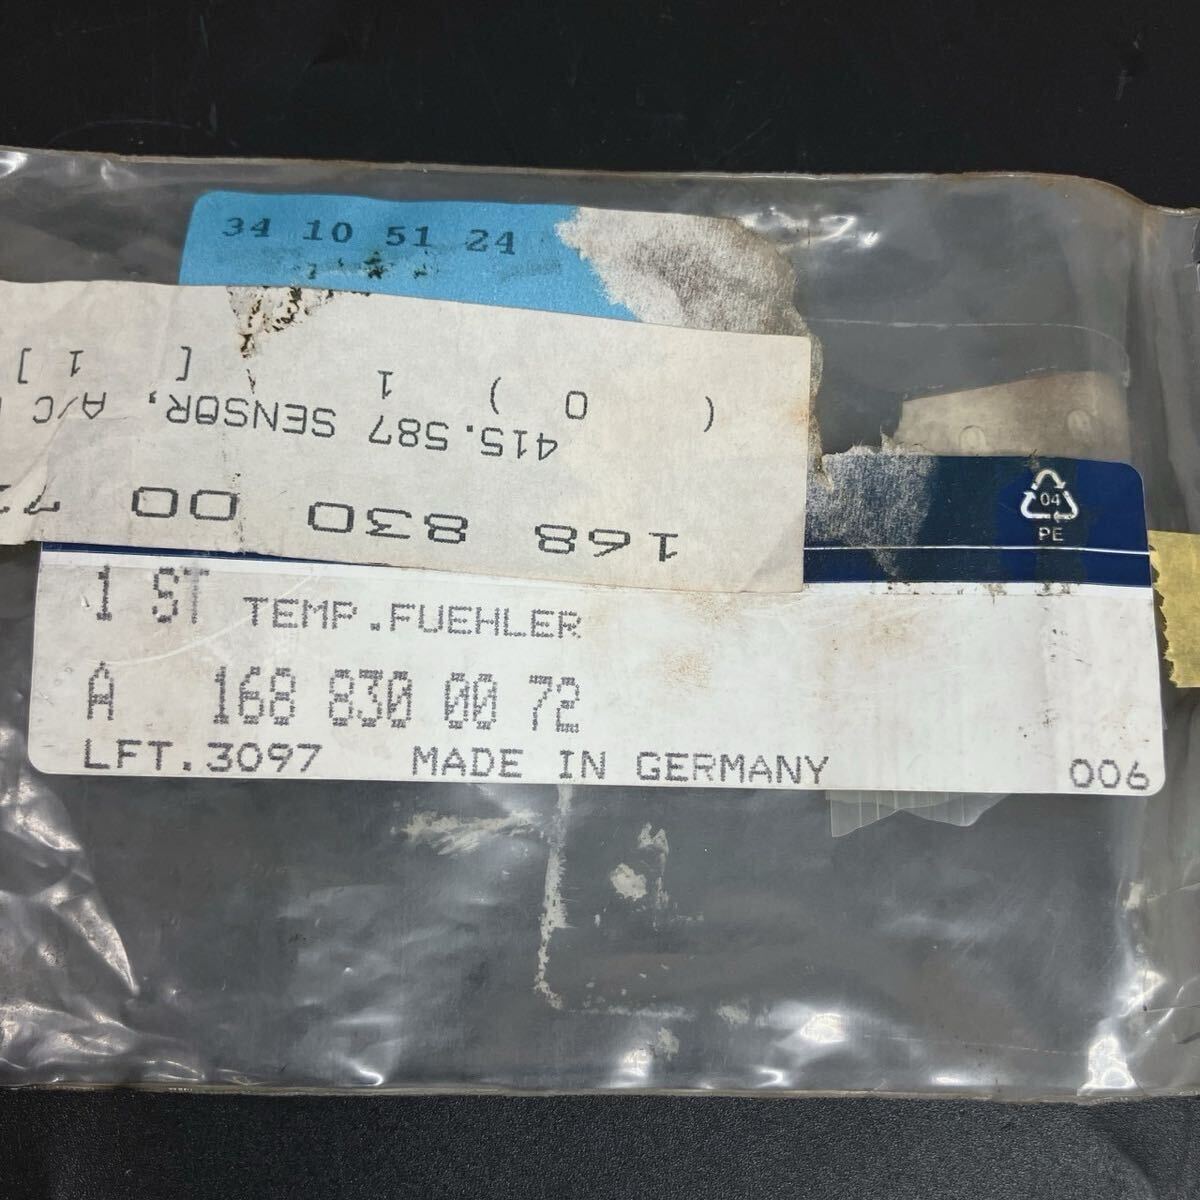 34 10 51 24
( 0 ) 1 [ 1 ]
415.587 SENSOR, A/C
168 830 00 72
04
PE
1 ST TEMP.FUEHLER
A 168 830 00 72
LFT.3097 MADE IN GERMANY 006